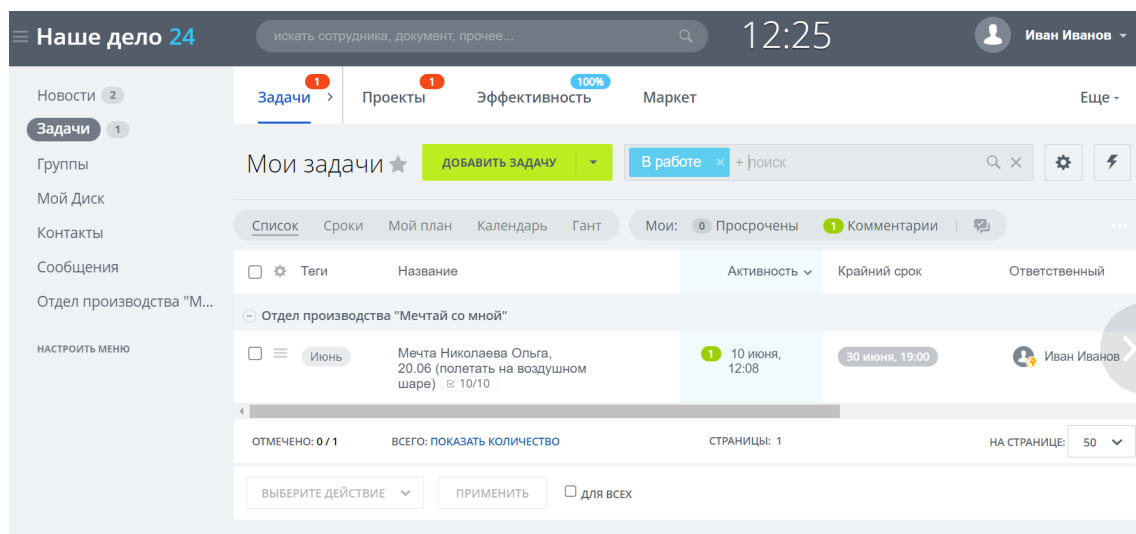 Наше дело 24
искать сотрудника, документ, прочее...
12:25
Иван Иванов
Новости 2
Задачи 1
Группы
Мой Диск
Контакты
Сообщения
Отдел производства "М...
НАСТРОИТЬ МЕНЮ
Задачи 1
Проекты 1
Эффективность 100%
Маркет
Еще
Мои задачи
ДОБАВИТЬ ЗАДАЧУ
В работе × + поиск
Список Сроки Мой план Календарь Гант
Мои: 0 Просрочены 1 Комментарии
Теги Название Активность Крайний срок Ответственный
Отдел производства "Мечтай со мной"
Июнь
Мечта Николаева Ольга,
20.06 (полетать на воздушном
шаре) 10/10
1 10 июня,
12:08
30 июня, 19:00
Иван Иванов
ОТМЕЧЕНО: 0 / 1 ВСЕГО: ПОКАЗАТЬ КОЛИЧЕСТВО СТРАНИЦЫ: 1 НА СТРАНИЦЕ: 50
ВЫБЕРИТЕ ДЕЙСТВИЕ ПРИМЕНИТЬ ДЛЯ ВСЕХ